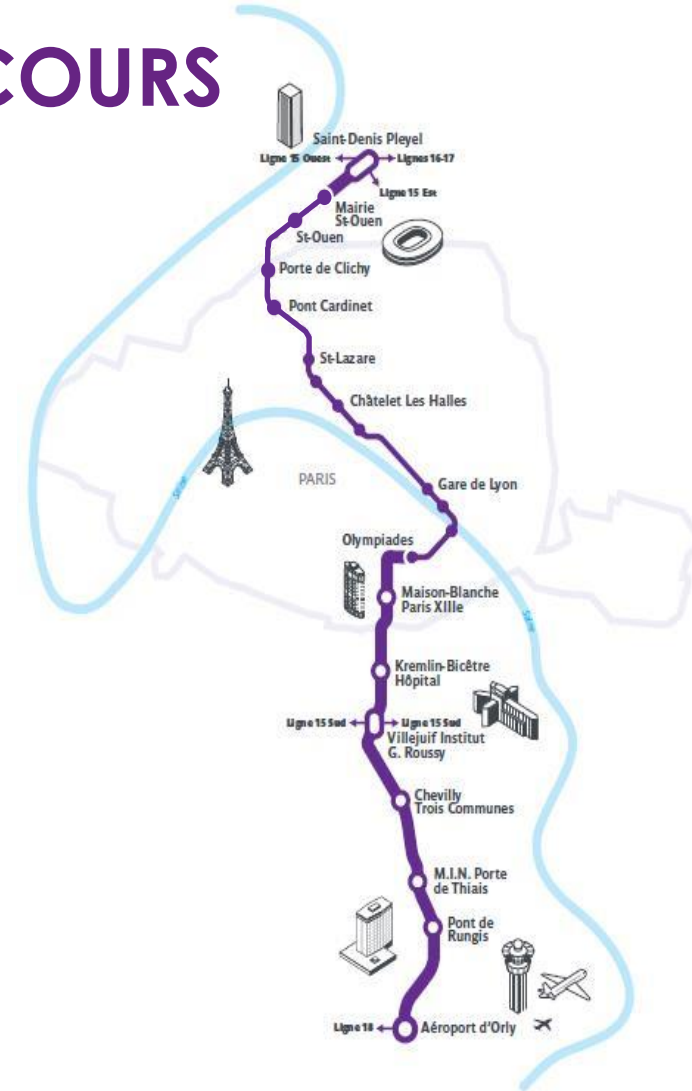 COURS
Saint-Denis Pleyel
Ligne 15 Ouest
Lignes 16-17
Ligne 15 Est
Mairie
St-Ouen
St-Ouen
Porte de Clichy
Pont Cardinet
St-Lazare
Châtelet Les Halles
Seine
PARIS
Gare de Lyon
Olympiades
Maison-Blanche
Paris XIIIe
Seine
Kremlin-Bicêtre
Hôpital
Ligne 15 Sud
Ligne 15 Sud
Villejuif Institut
G. Roussy
Chevilly
Trois Communes
M.I.N. Porte
de Thiais
Pont de
Rungis
Ligne 18
Aéroport d'Orly